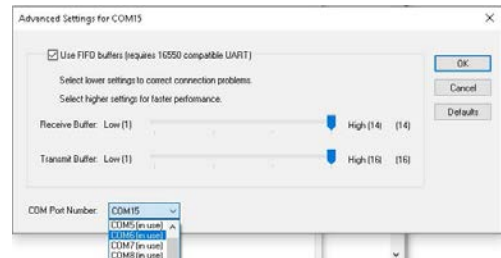 Advanced Settings for COM15
Use FIFO buffers (requires 16550 compatible UART)
OK
Select lower settings to correct connection problems.
Cancel
Select higher settings for faster performance.
Defaults
Receive Buffer: Low (1) High (14) (14)
Transmit Buffer: Low (1) High (16) (16)
COM Port Number: COM15
COM5 (in use)
COM6 (in use)
COM7 (in use)
COM8 (in use)